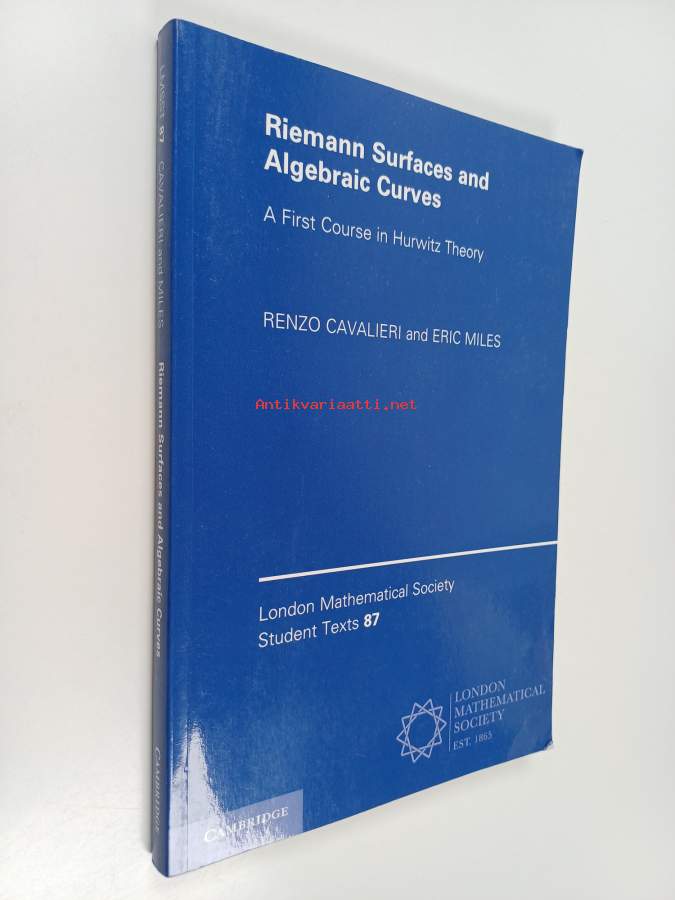 LMSST 87 CAVALIERI and MILES Riemann Surfaces and Algebraic Curves CAMBRIDGE
Riemann Surfaces and
Algebraic Curves
A First Course in Hurwitz Theory
RENZO CAVALIERI and ERIC MILES
Antikvariaatti.net
London Mathematical Society
Student Texts 87
LONDON
MATHEMATICAL
SOCIETY
EST. 1865
CAMBRIDGE